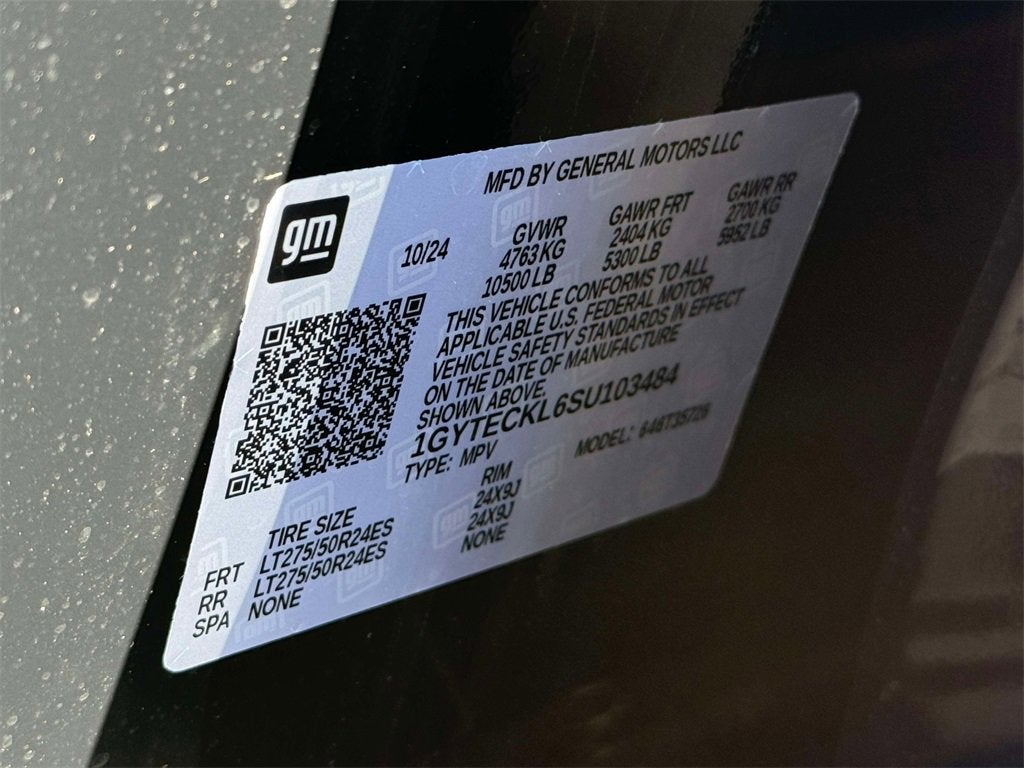 MFD BY GENERAL MOTORS LLC
gm
10/24
GVWR GAWR FRT GAWR RR
4763 KG 2404 KG 2700 KG
10500 LB 5300 LB 5952 LB
THIS VEHICLE CONFORMS TO ALL
APPLICABLE U.S. FEDERAL MOTOR
VEHICLE SAFETY STANDARDS IN EFFECT
ON THE DATE OF MANUFACTURE
SHOWN ABOVE.
1GYTECKL6SU103484
TYPE: MPV MODEL:
TIRE SIZE RIM
FRT LT275/50R24ES 24X9J
RR LT275/50R24ES 24X9J
SPA NONE NONE